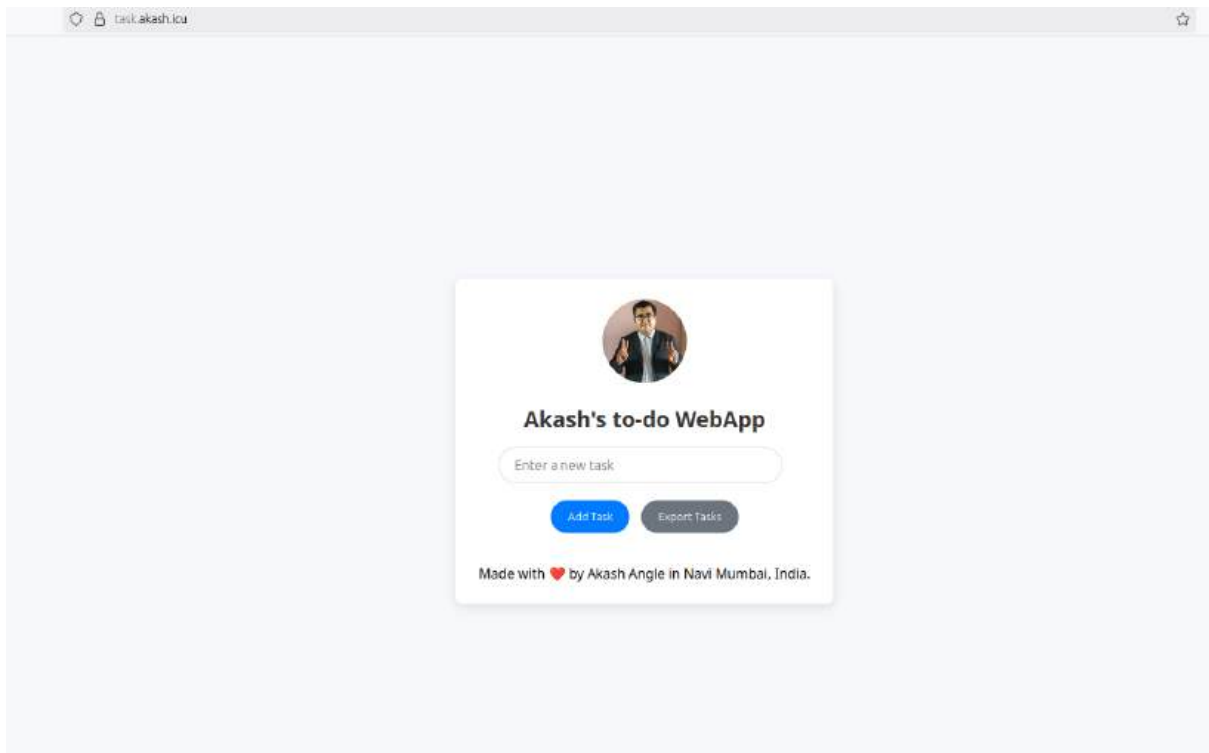 task.akash.icu
Akash's to-do WebApp
Enter a new task
Add Task Export Tasks
Made with ❤️ by Akash Angle in Navi Mumbai, India.